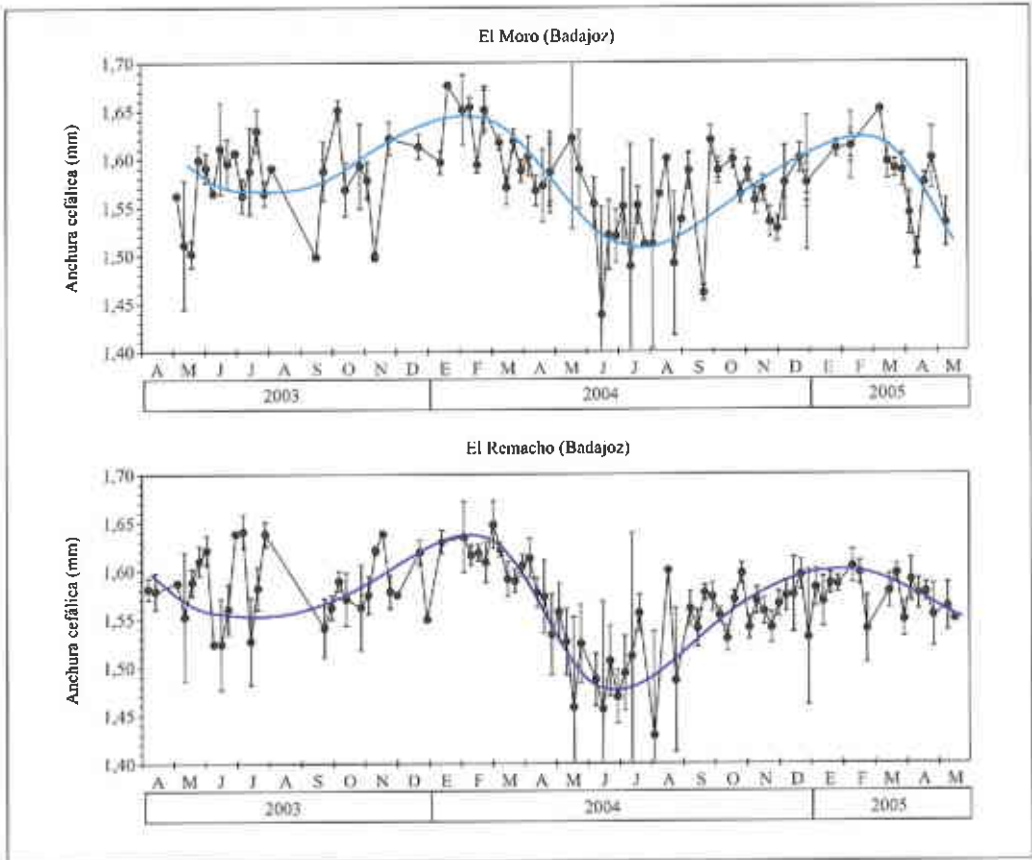 El Moro (Badajoz)
Anchura cefálica (mm)
1,70
1,65
1,60
1,55
1,50
1,45
1,40
A M J J A S O N D E F M A M J J A S O N D E F M A M
2003 2004 2005
El Remacho (Badajoz)
Anchura cefálica (mm)
1,70
1,65
1,60
1,55
1,50
1,45
1,40
A M J J A S O N D E F M A M J J A S O N D E F M A M
2003 2004 2005